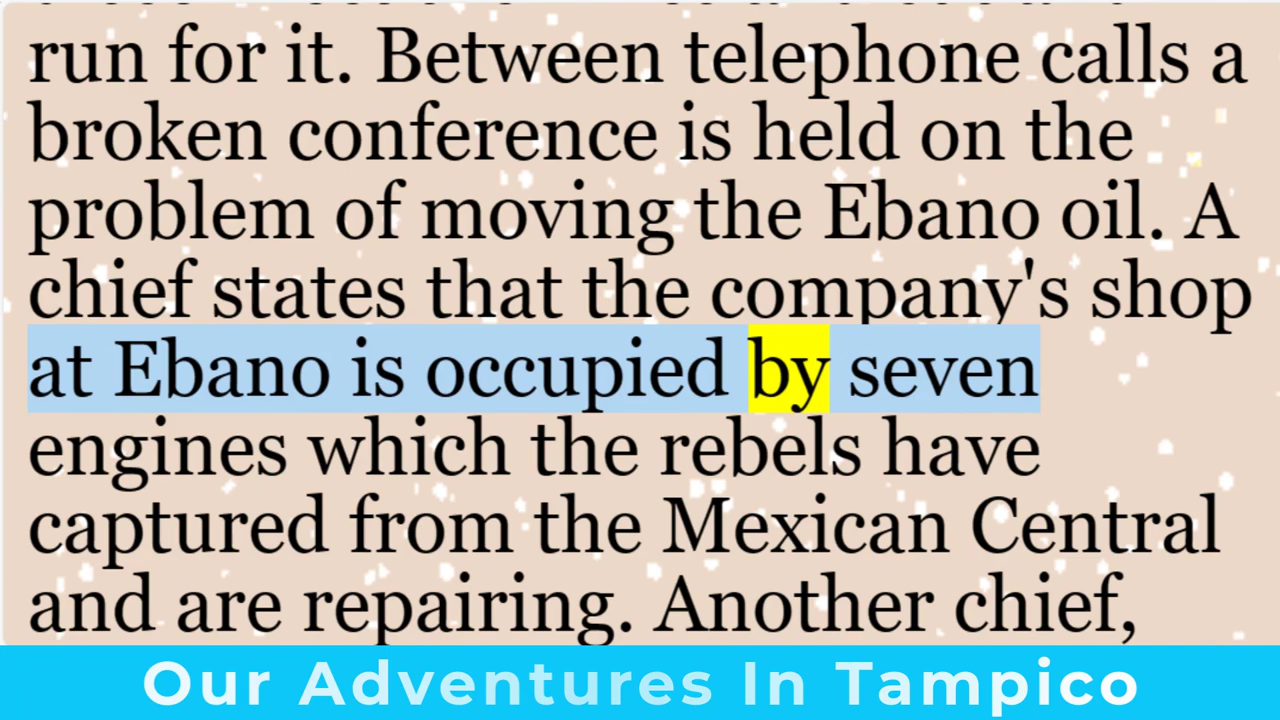 run for it. Between telephone calls a
broken conference is held on the
problem of moving the Ebano oil. A
chief states that the company's shop
at Ebano is occupied by seven
engines which the rebels have
captured from the Mexican Central
and are repairing. Another chief,
Our Adventures In Tampico